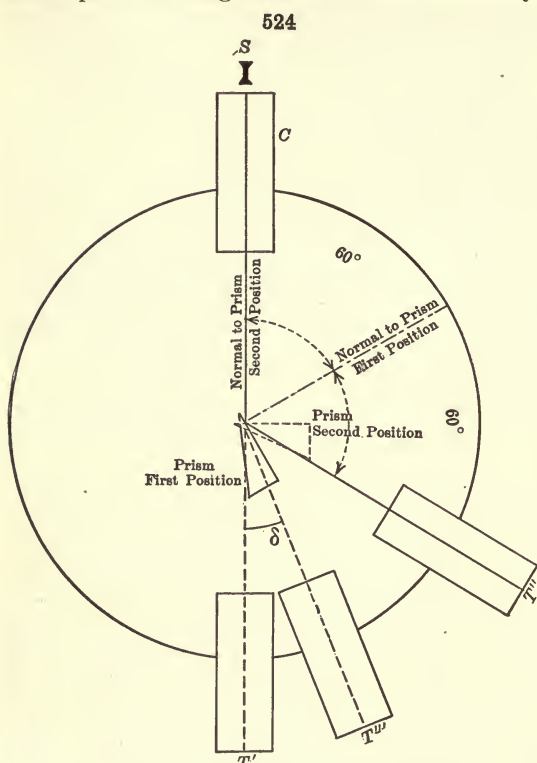 524
S
C
60°
Normal to Prism
Second Position
Normal to Prism
First Position
60°
Prism
Second Position
Prism
First Position
δ
T''
T'''
T'